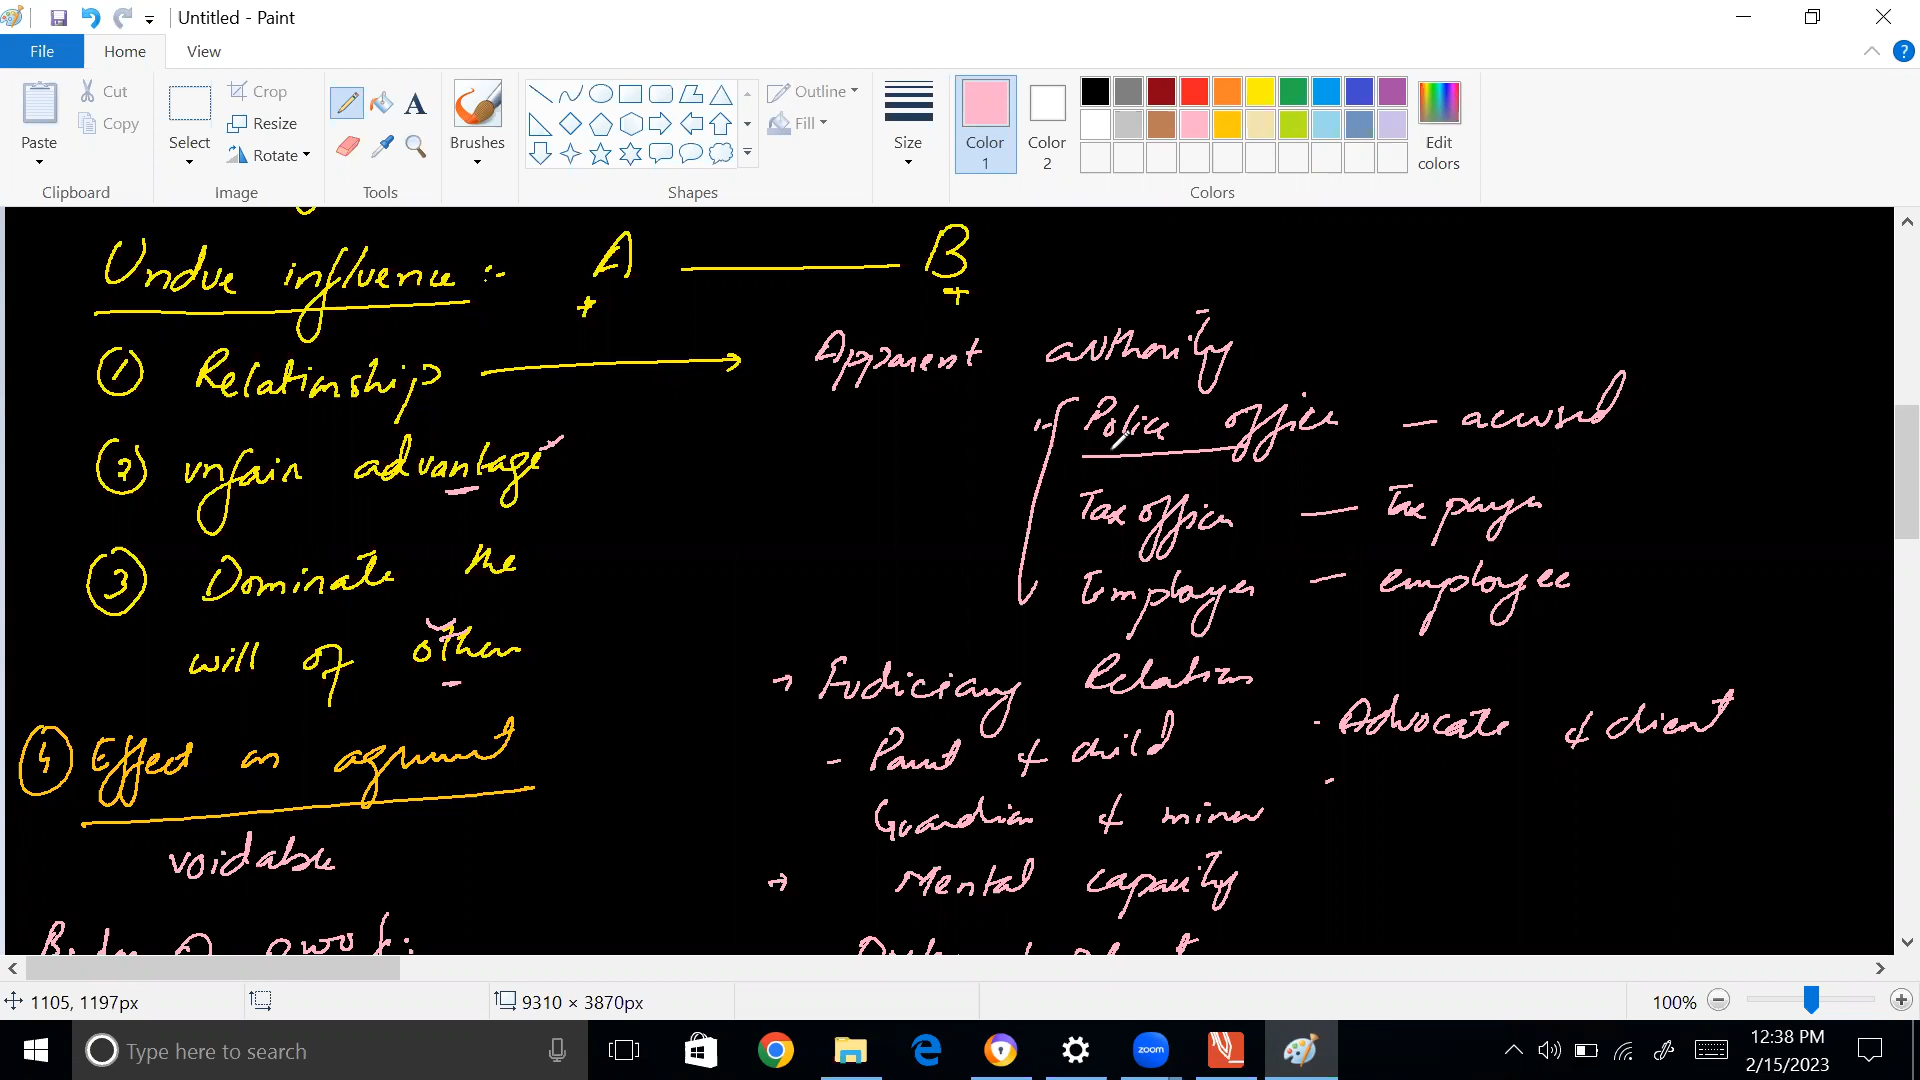 Untitled - Paint
File Home View
Paste
Cut
Copy
Clipboard
Select
Crop
Resize
Rotate
Image
Tools
Brushes
Shapes
Outline
Fill
Size
Color 1
Color 2
Edit colors
Colors
Undue influence :- A — B
+ +
① Relationship → Apparent authority
Police officer — accused
② unfair advantage
Tax officer — Tax payer
③ Dominate the
Employer — employee
will of other
→ Fudiciary Relation
④ Effect on agrment
- Parent & child - Advocate & client
Guardian & minor
voidable
→ Mental capacity
1105, 1197px 9310 × 3870px 100%
Type here to search
zoom
12:38 PM
2/15/2023